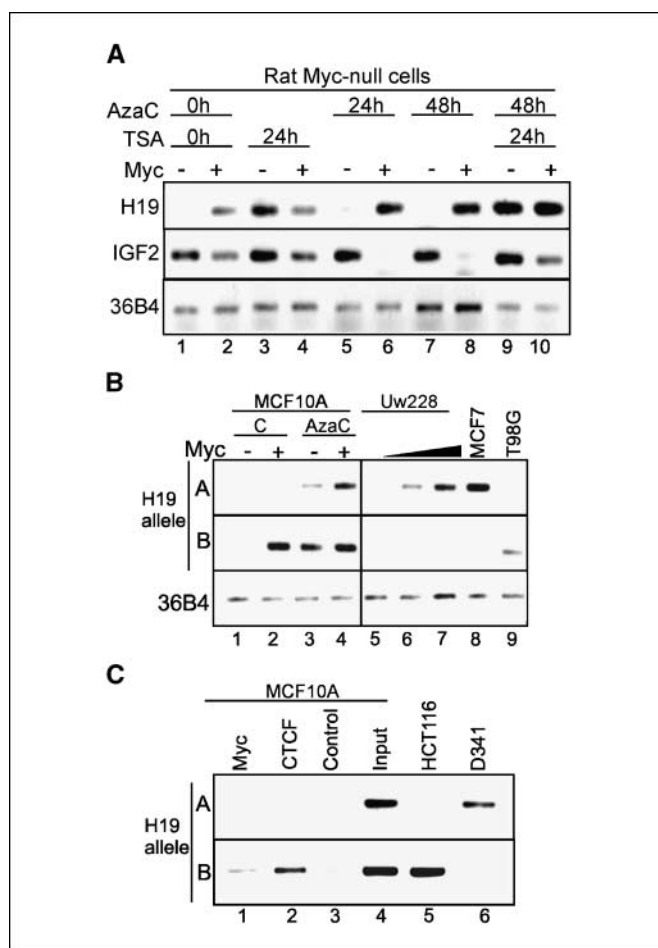 A
Rat Myc-null cells
AzaC 0h 24h 48h 48h
TSA 0h 24h 24h
Myc - + - + - + - + - +
H19
IGF2
36B4
1 2 3 4 5 6 7 8 9 10
B
MCF10A Uw228 MCF7 T98G
C AzaC
Myc - + - +
H19 allele A
B
36B4
1 2 3 4 5 6 7 8 9
C
MCF10A
Myc CTCF Control Input HCT116 D341
H19 allele A
B
1 2 3 4 5 6